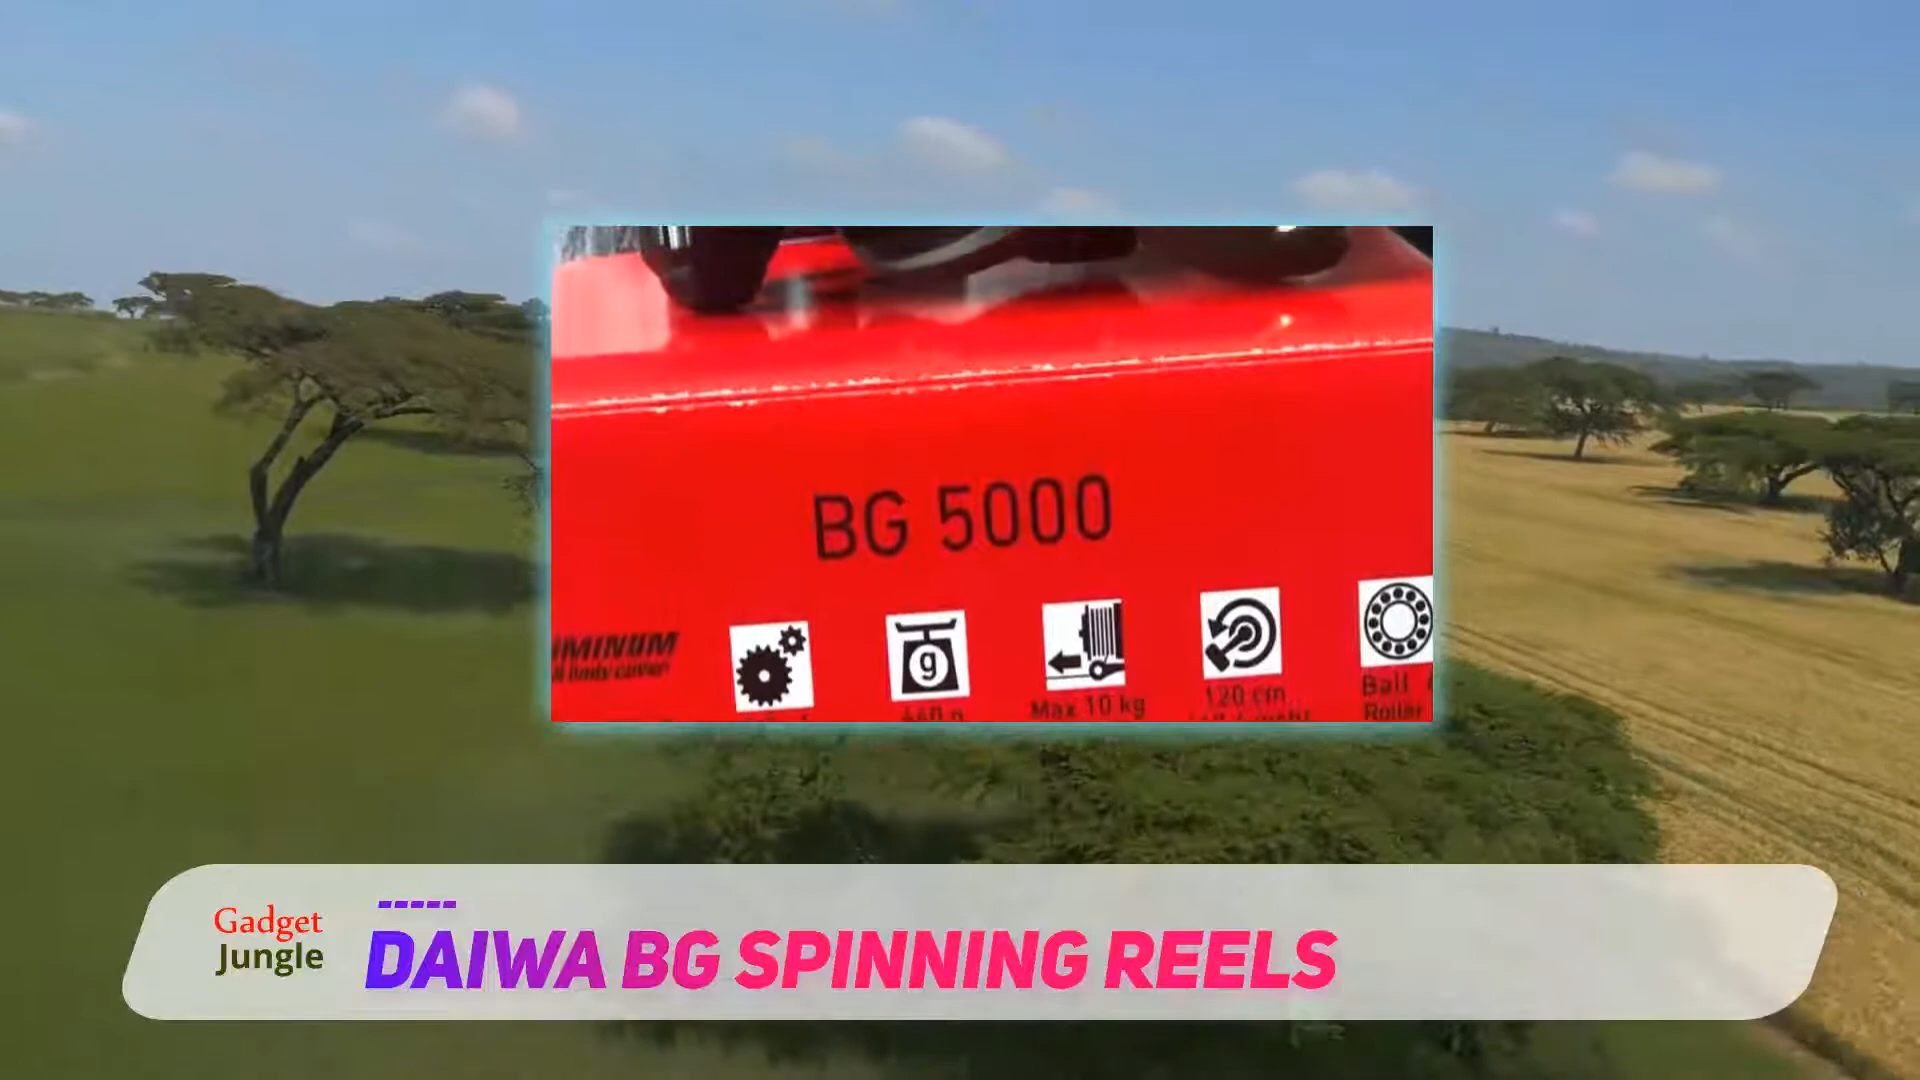 BG 5000
g
Max 10 kg
120 cm
Ball
Roller
Gadget
Jungle
DAIWA BG SPINNING REELS